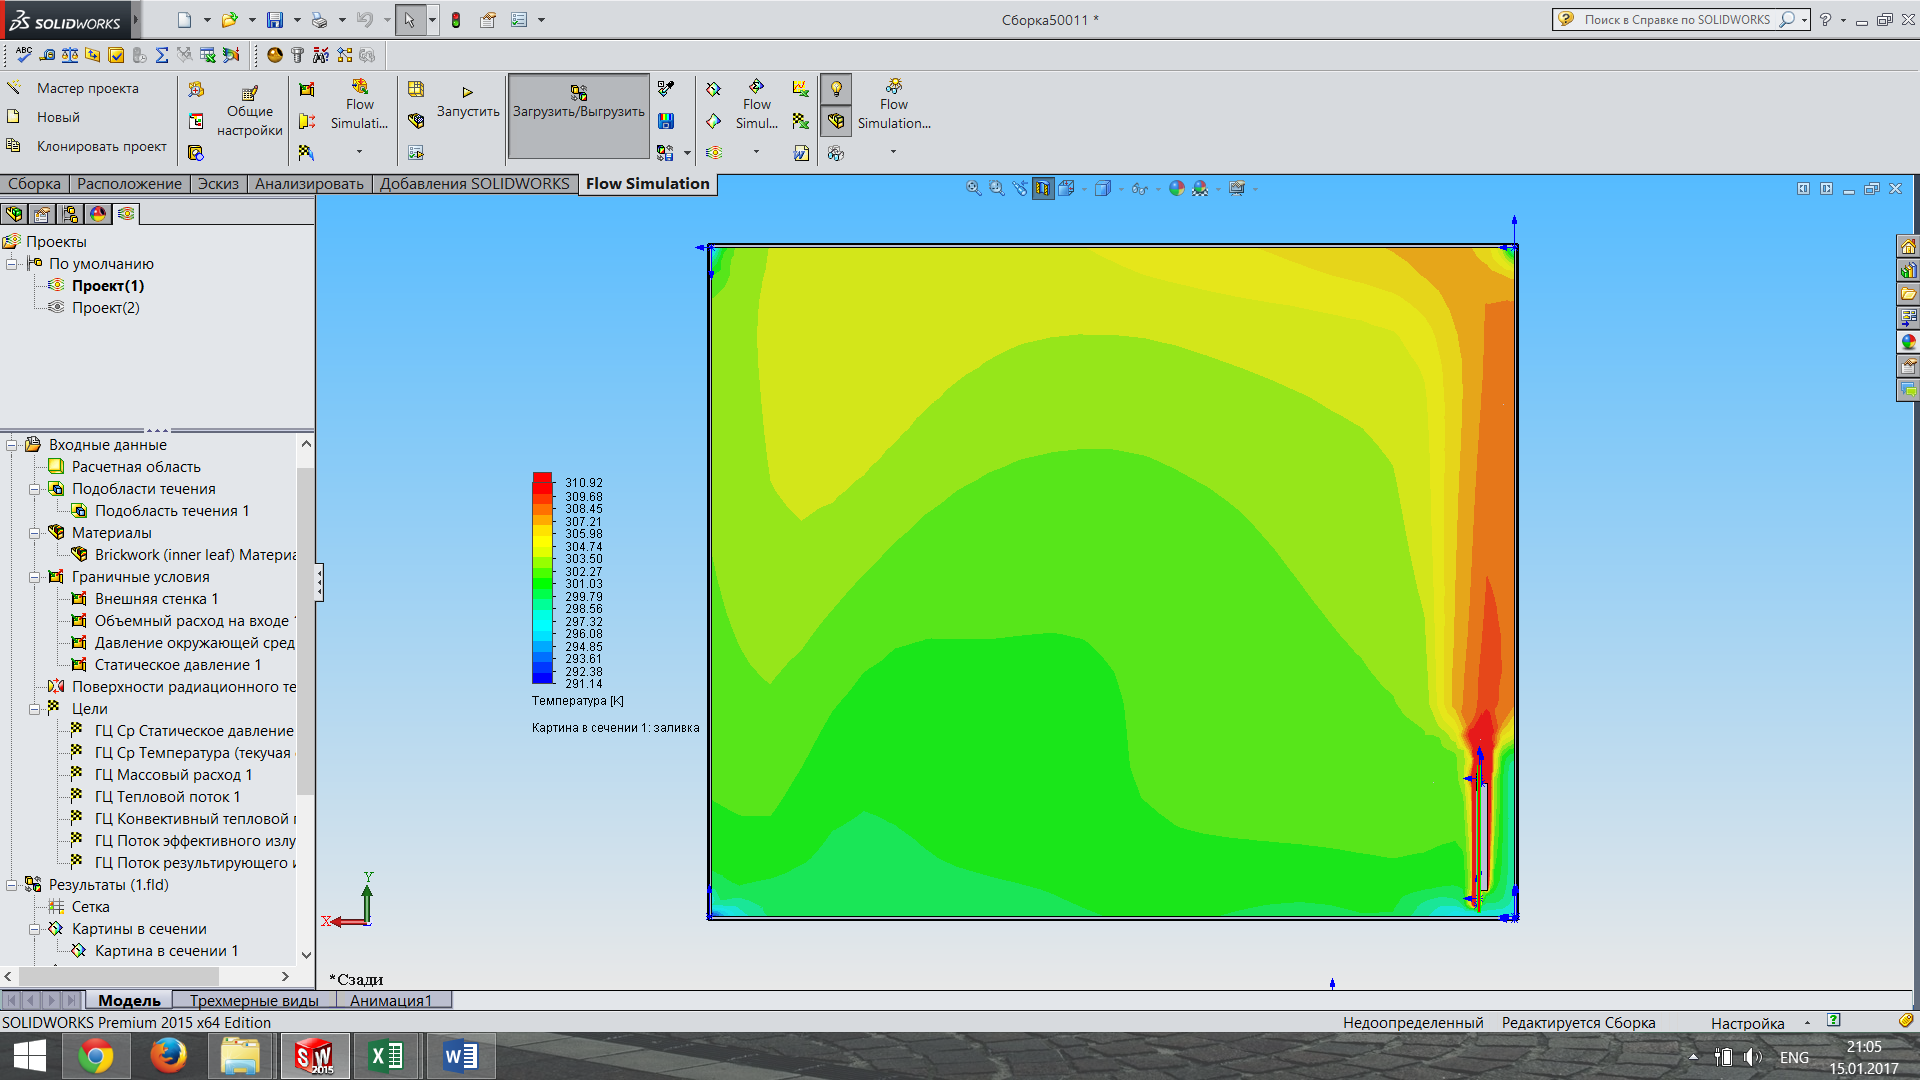 SOLIDWORKS
Сборка50011 *
Поиск в Справке по SOLIDWORKS
Мастер проекта
Новый
Клонировать проект
Общие
настройки
Flow
Simulati...
Запустить
Загрузить/Выгрузить
Flow
Simul...
Flow
Simulation...
Сборка
Расположение
Эскиз
Анализировать
Добавления SOLIDWORKS
Flow Simulation
Проекты
По умолчанию
Проект(1)
Проект(2)
Входные данные
Расчетная область
Подобласти течения
Подобласть течения 1
Материалы
Brickwork (inner leaf) Материа
Граничные условия
Внешняя стенка 1
Объемный расход на входе
Давление окружающей сред
Статическое давление 1
Поверхности радиационного те
Цели
ГЦ Ср Статическое давление
ГЦ Ср Температура (текучая
ГЦ Массовый расход 1
ГЦ Тепловой поток 1
ГЦ Конвективный тепловой
ГЦ Поток эффективного излу
ГЦ Поток результирующего
Результаты (1.fld)
Сетка
Картины в сечении
Картина в сечении 1
310.92
309.68
308.45
307.21
305.98
304.74
303.50
302.27
301.03
299.79
298.56
297.32
296.08
294.85
293.61
292.38
291.14
Температура [K]
Картина в сечении 1: заливка
Y
X
*Сзади
Модель
Трехмерные виды
Анимация1
SOLIDWORKS Premium 2015 x64 Edition
Недоопределенный
Редактируется Сборка
Настройка
SW
2015
ENG
21:05
15.01.2017